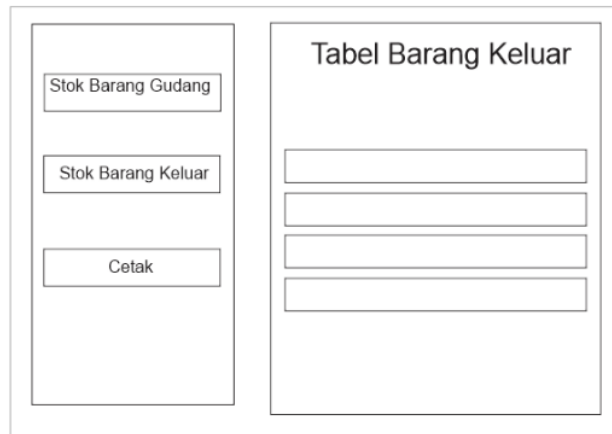 Stok Barang Gudang
Stok Barang Keluar
Cetak
Tabel Barang Keluar